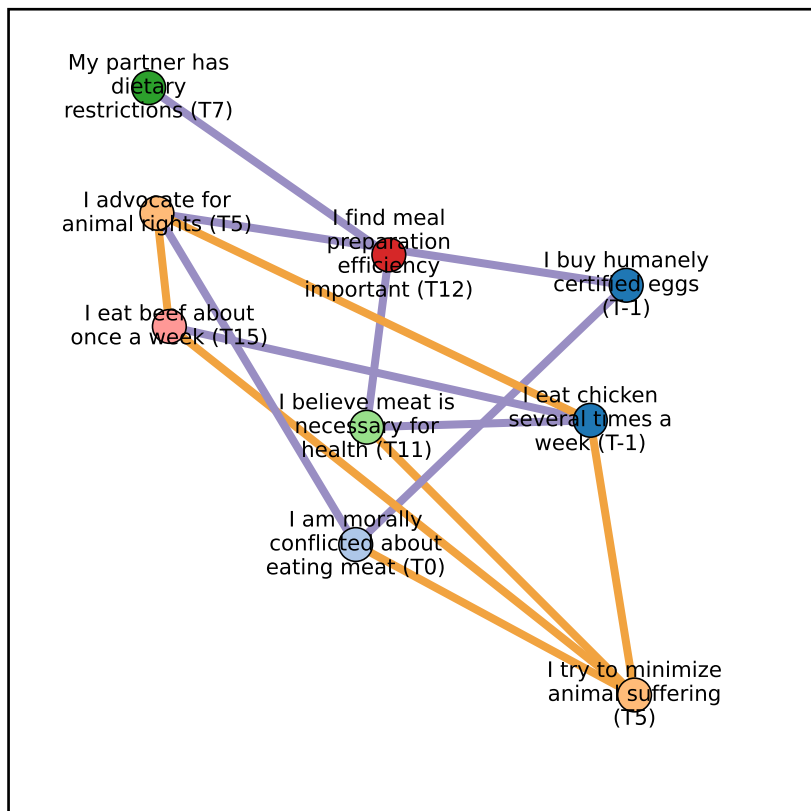 My partner has
dietary
restrictions (T7)
I advocate for
animal rights (T5)
I find meal
preparation
efficiency
important (T12)
I buy humanely
certified eggs
(T-1)
I eat beef about
once a week (T15)
I believe meat is
necessary for
health (T11)
I eat chicken
several times a
week (T-1)
I am morally
conflicted about
eating meat (T0)
I try to minimize
animal suffering
(T5)